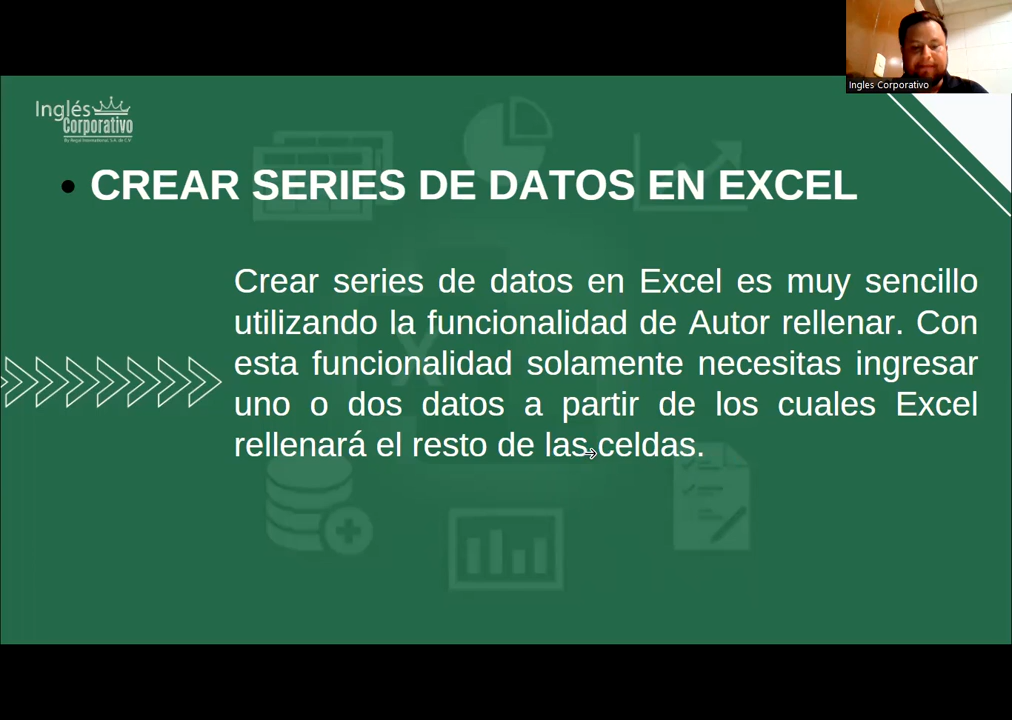 Ingles Corporativo
Inglés
Corporativo
• CREAR SERIES DE DATOS EN EXCEL
Crear series de datos en Excel es muy sencillo
utilizando la funcionalidad de Autor rellenar. Con
esta funcionalidad solamente necesitas ingresar
uno o dos datos a partir de los cuales Excel
rellenará el resto de las celdas.